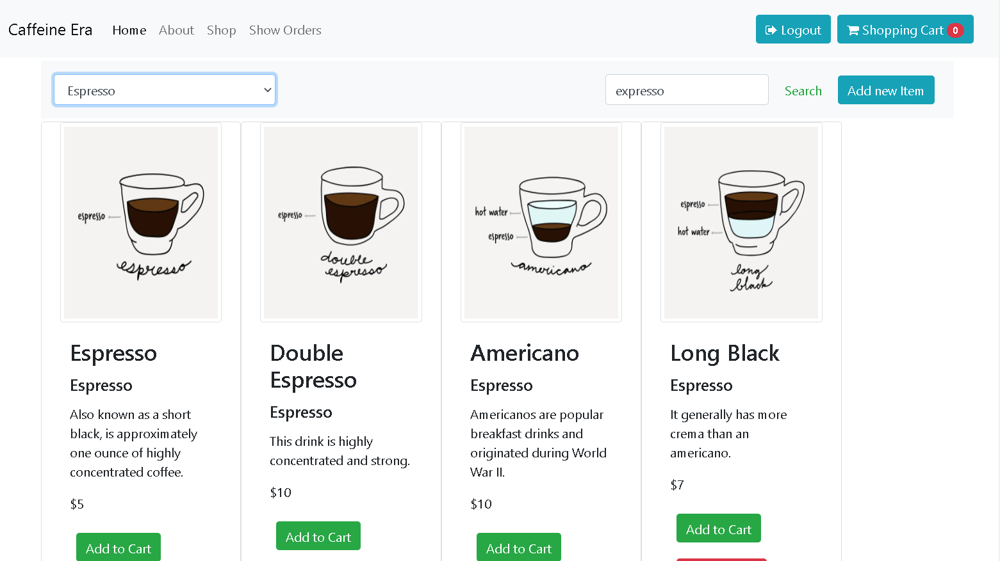 Caffeine Era Home About Shop Show Orders Logout Shopping Cart 0
Espresso expresso Search Add new Item
espresso
espresso
espresso
double
espresso
hot water
espresso
americano
espresso
hot water
long
black
Espresso
Espresso
Also known as a short
black, is approximately
one ounce of highly
concentrated coffee.
$5
Add to Cart
Double
Espresso
Espresso
This drink is highly
concentrated and strong.
$10
Add to Cart
Americano
Espresso
Americanos are popular
breakfast drinks and
originated during World
War II.
$10
Add to Cart
Long Black
Espresso
It generally has more
crema than an
americano.
$7
Add to Cart